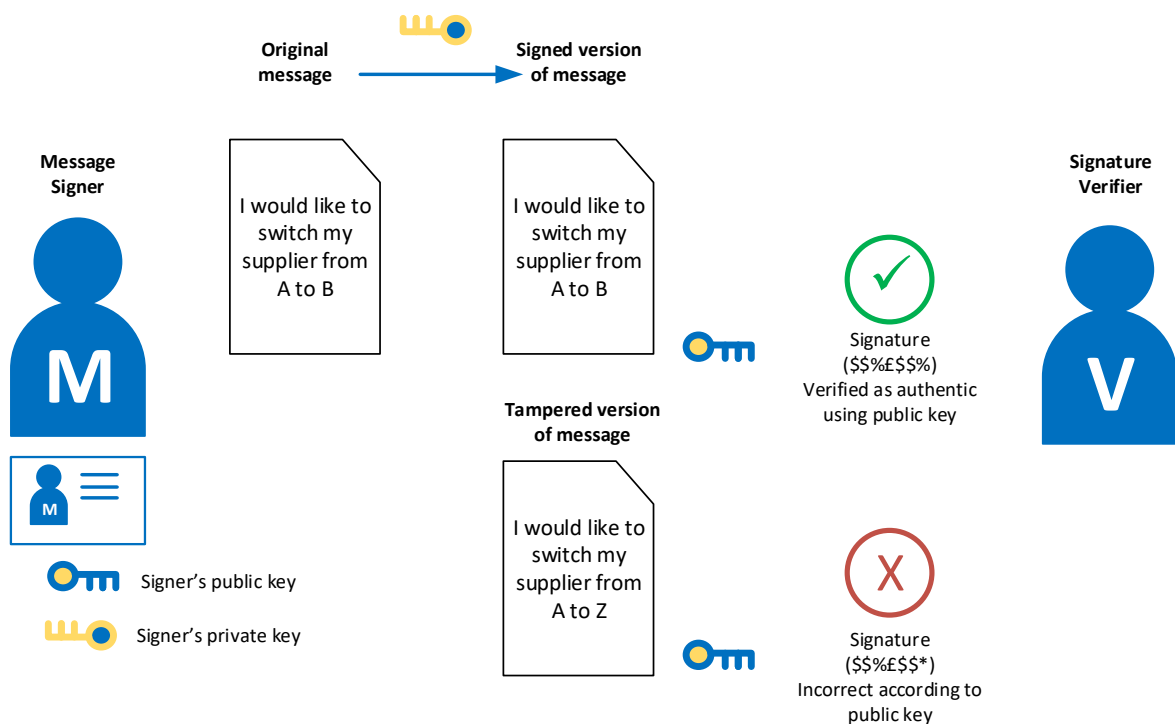 Original
message
Signed version
of message
Message
Signer
Signature
Verifier
I would like to
switch my
supplier from
A to B
I would like to
switch my
supplier from
A to B
M
V
Signature
($$%£$$%)
Verified as authentic
using public key
Tampered version
of message
M
I would like to
switch my
supplier from
A to Z
X
Signer’s public key
Signer’s private key
Signature
($$%£$$*)
Incorrect according to
public key